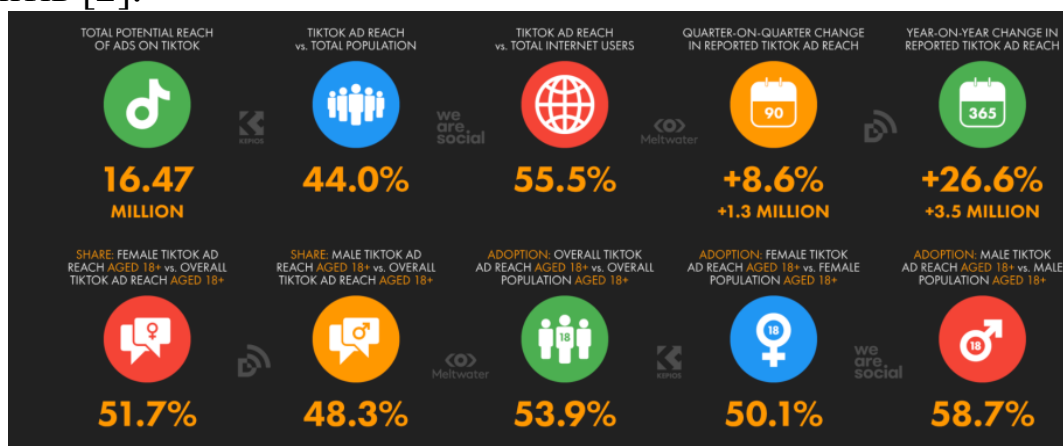 [2].
TOTAL POTENTIAL REACH
OF ADS ON TIKTOK
16.47
MILLION
TIKTOK AD REACH
vs. TOTAL POPULATION
44.0%
TIKTOK AD REACH
vs. TOTAL INTERNET USERS
55.5%
QUARTER-ON-QUARTER CHANGE
IN REPORTED TIKTOK AD REACH
90
+8.6%
+1.3 MILLION
YEAR-ON-YEAR CHANGE IN
REPORTED TIKTOK AD REACH
365
+26.6%
+3.5 MILLION
KEPIOS
we
are
social
Meltwater
SHARE: FEMALE TIKTOK AD
REACH AGED 18+ vs. OVERALL
TIKTOK AD REACH AGED 18+
51.7%
SHARE: MALE TIKTOK AD
REACH AGED 18+ vs. OVERALL
TIKTOK AD REACH AGED 18+
48.3%
ADOPTION: OVERALL TIKTOK
AD REACH AGED 18+ vs. OVERALL
POPULATION AGED 18+
18
53.9%
ADOPTION: FEMALE TIKTOK
AD REACH AGED 18+ vs. FEMALE
POPULATION AGED 18+
18
50.1%
ADOPTION: MALE TIKTOK
AD REACH AGED 18+ vs. MALE
POPULATION AGED 18+
18
58.7%
Meltwater
KEPIOS
we
are
social